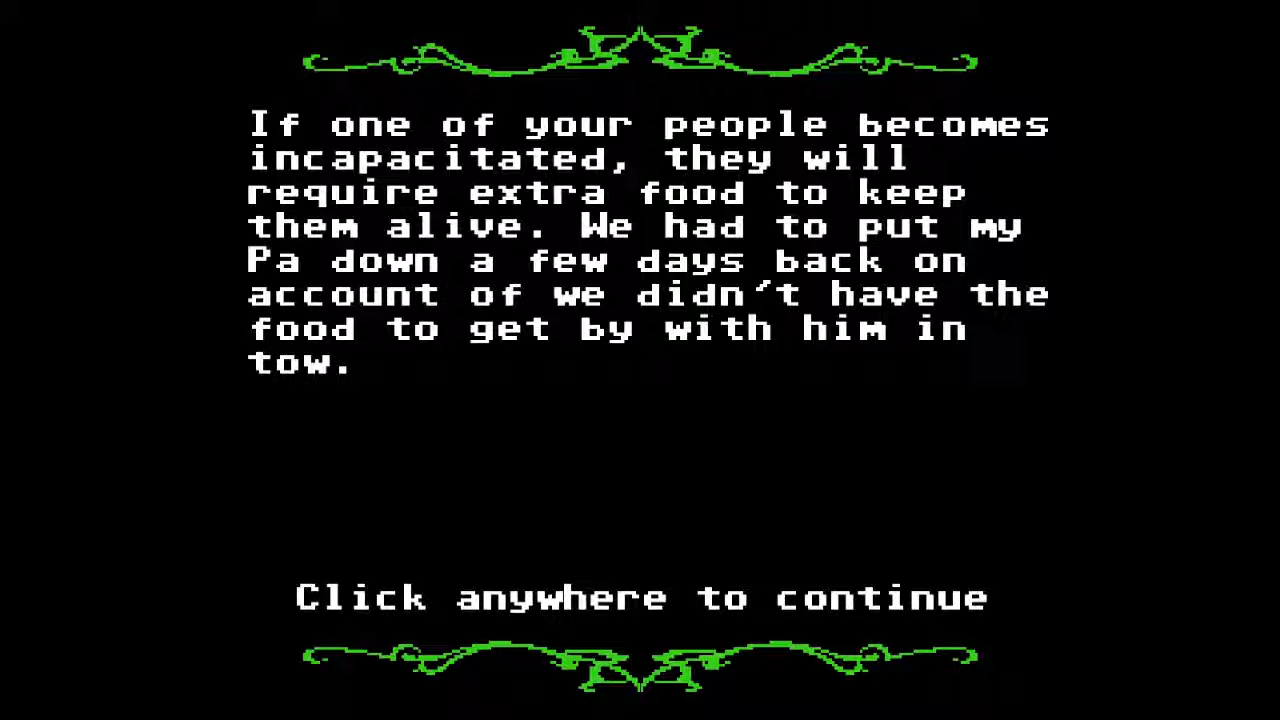 If one of your people becomes
incapacitated, they will
require extra food to keep
them alive. We had to put my
Pa down a few days back on
account of we didn't have the
food to get by with him in
tow.
Click anywhere to continue